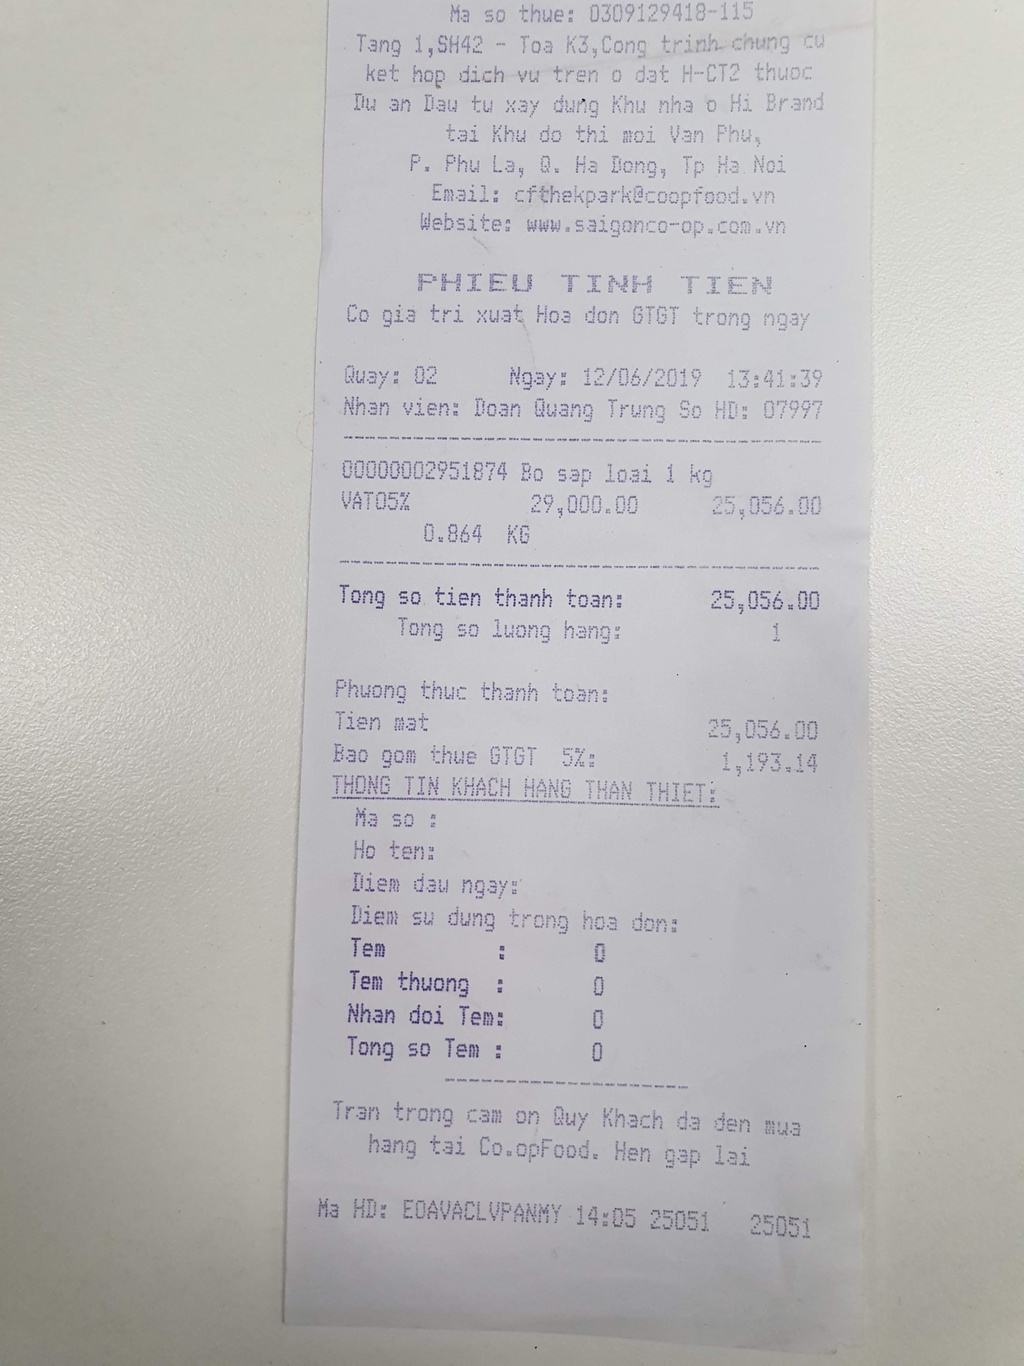 Ma so thue: 0309129418-115
Tang 1,SH42 - Toa K3,Cong trinh chung cu
ket hop dich vu tren o dat H-CT2 thuoc
Du an Dau tu xay dung Khu nha o Hi Brand
tai Khu do thi moi Van Phu,
P. Phu La, Q. Ha Dong, Tp Ha Noi
Email: cfthekpark@coopfood.vn
Website: www.saigonco-op.com.vn
PHIEU TINH TIEN
Co gia tri xuat Hoa don GTGT trong ngay
Quay: 02 Ngay: 12/06/2019 13:41:39
Nhan vien: Doan Quang Trung So HD: 07997
00000002951874 Bo sap loai 1 kg
VAT05% 29,000.00 25,056.00
0.864 KG
Tong so tien thanh toan: 25,056.00
Tong so luong hang: 1
Phuong thuc thanh toan:
Tien mat 25,056.00
Bao gom thue GTGT 5%: 1,193.14
THONG TIN KHACH HANG THAN THIET:
Ma so :
Ho ten:
Diem dau ngay:
Diem su dung trong hoa don:
Tem : 0
Tem thuong : 0
Nhan doi Tem: 0
Tong so Tem : 0
Tran trong cam on Quy Khach da den mua
hang tai Co.opFood. Hen gap lai
Ma HD: EOAVACLVPANMY 14:05 25051 25051